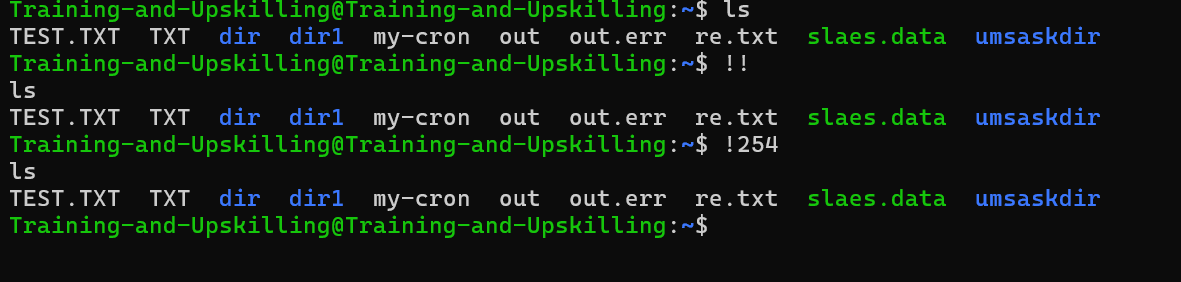 Training-and-Upskilling@Training-and-Upskilling:~$ ls
TEST.TXT  TXT  dir  dir1  my-cron  out  out.err  re.txt  slaes.data  umsaskdir
Training-and-Upskilling@Training-and-Upskilling:~$ !!
ls
TEST.TXT  TXT  dir  dir1  my-cron  out  out.err  re.txt  slaes.data  umsaskdir
Training-and-Upskilling@Training-and-Upskilling:~$ !254
ls
TEST.TXT  TXT  dir  dir1  my-cron  out  out.err  re.txt  slaes.data  umsaskdir
Training-and-Upskilling@Training-and-Upskilling:~$